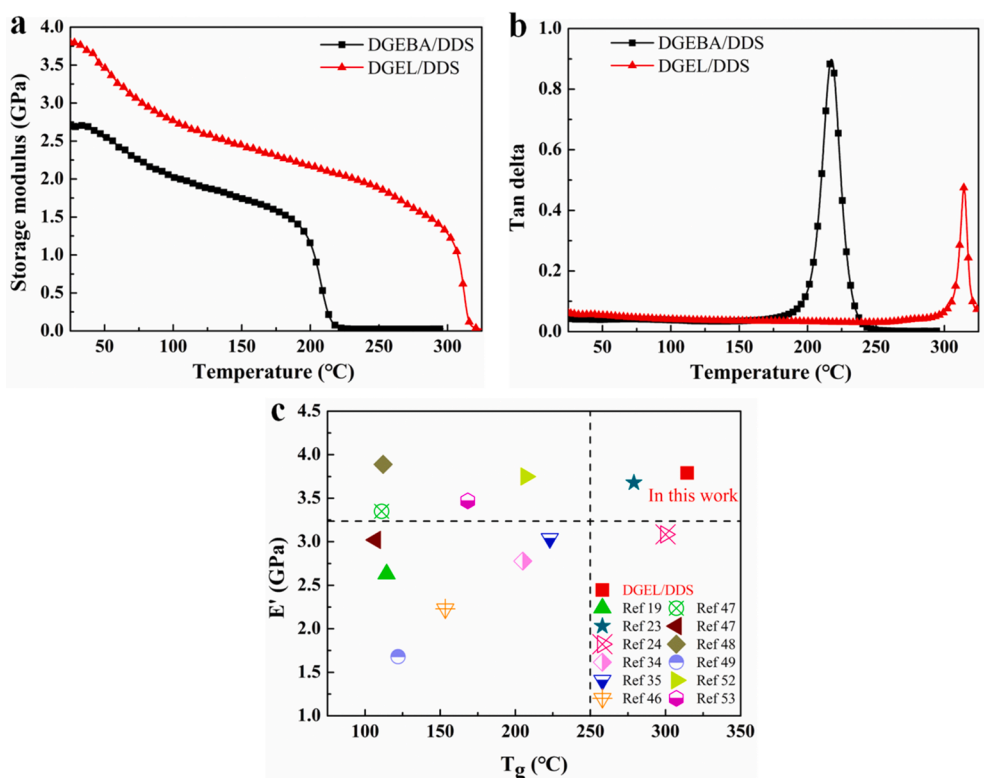 a
4.0
3.5
3.0
2.5
2.0
1.5
1.0
0.5
0.0
Storage modulus (GPa)
DGEBA/DDS
DGEL/DDS
50 100 150 200 250 300
Temperature (℃)
b
1.0
0.8
0.6
0.4
0.2
0.0
Tan delta
DGEBA/DDS
DGEL/DDS
50 100 150 200 250 300
Temperature (℃)
c
4.5
4.0
3.5
3.0
2.5
2.0
1.5
1.0
E' (GPa)
In this work
DGEL/DDS
Ref 19 Ref 47
Ref 23 Ref 47
Ref 24 Ref 48
Ref 34 Ref 49
Ref 35 Ref 52
Ref 46 Ref 53
100 150 200 250 300 350
Tg (℃)